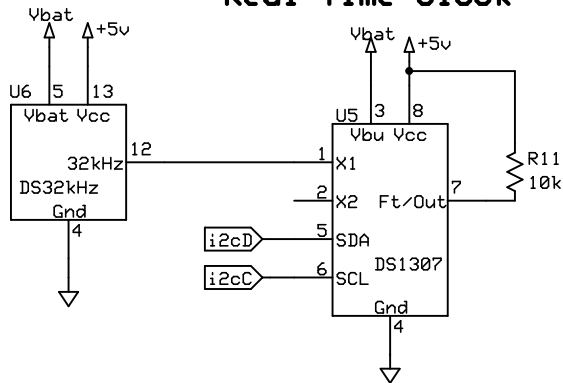 Real Time Clock
Vbat
+5v
U6 5 13
Vbat Vcc
32kHz 12
DS32kHz
Gnd
4
Vbat
+5v
U5 3 8
Vbu Vcc
1 X1
2 X2
Ft/Out 7
R11
10k
i2cD 5 SDA
DS1307
i2cC 6 SCL
Gnd
4